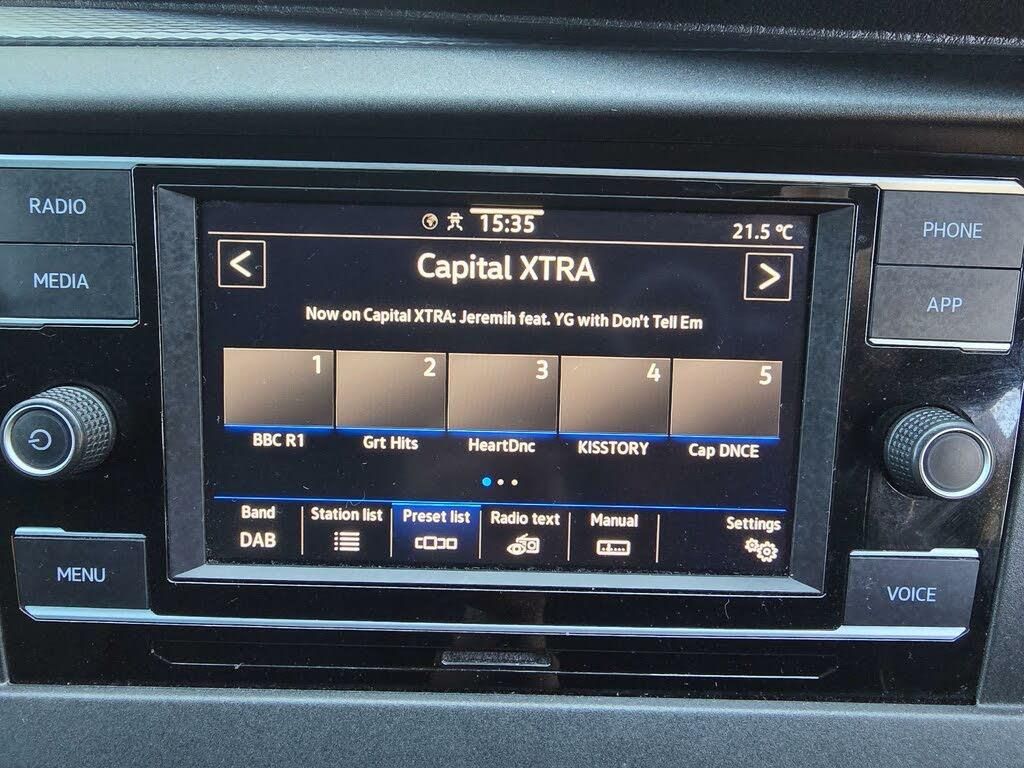 RADIO
MEDIA
MENU
15:35
21.5 ºC
<
Capital XTRA
>
Now on Capital XTRA: Jeremih feat. YG with Don't Tell Em
1 2 3 4 5
BBC R1 Grt Hits HeartDnc KISSTORY Cap DNCE
Band Station list Preset list Radio text Manual Settings
DAB
PHONE
APP
VOICE